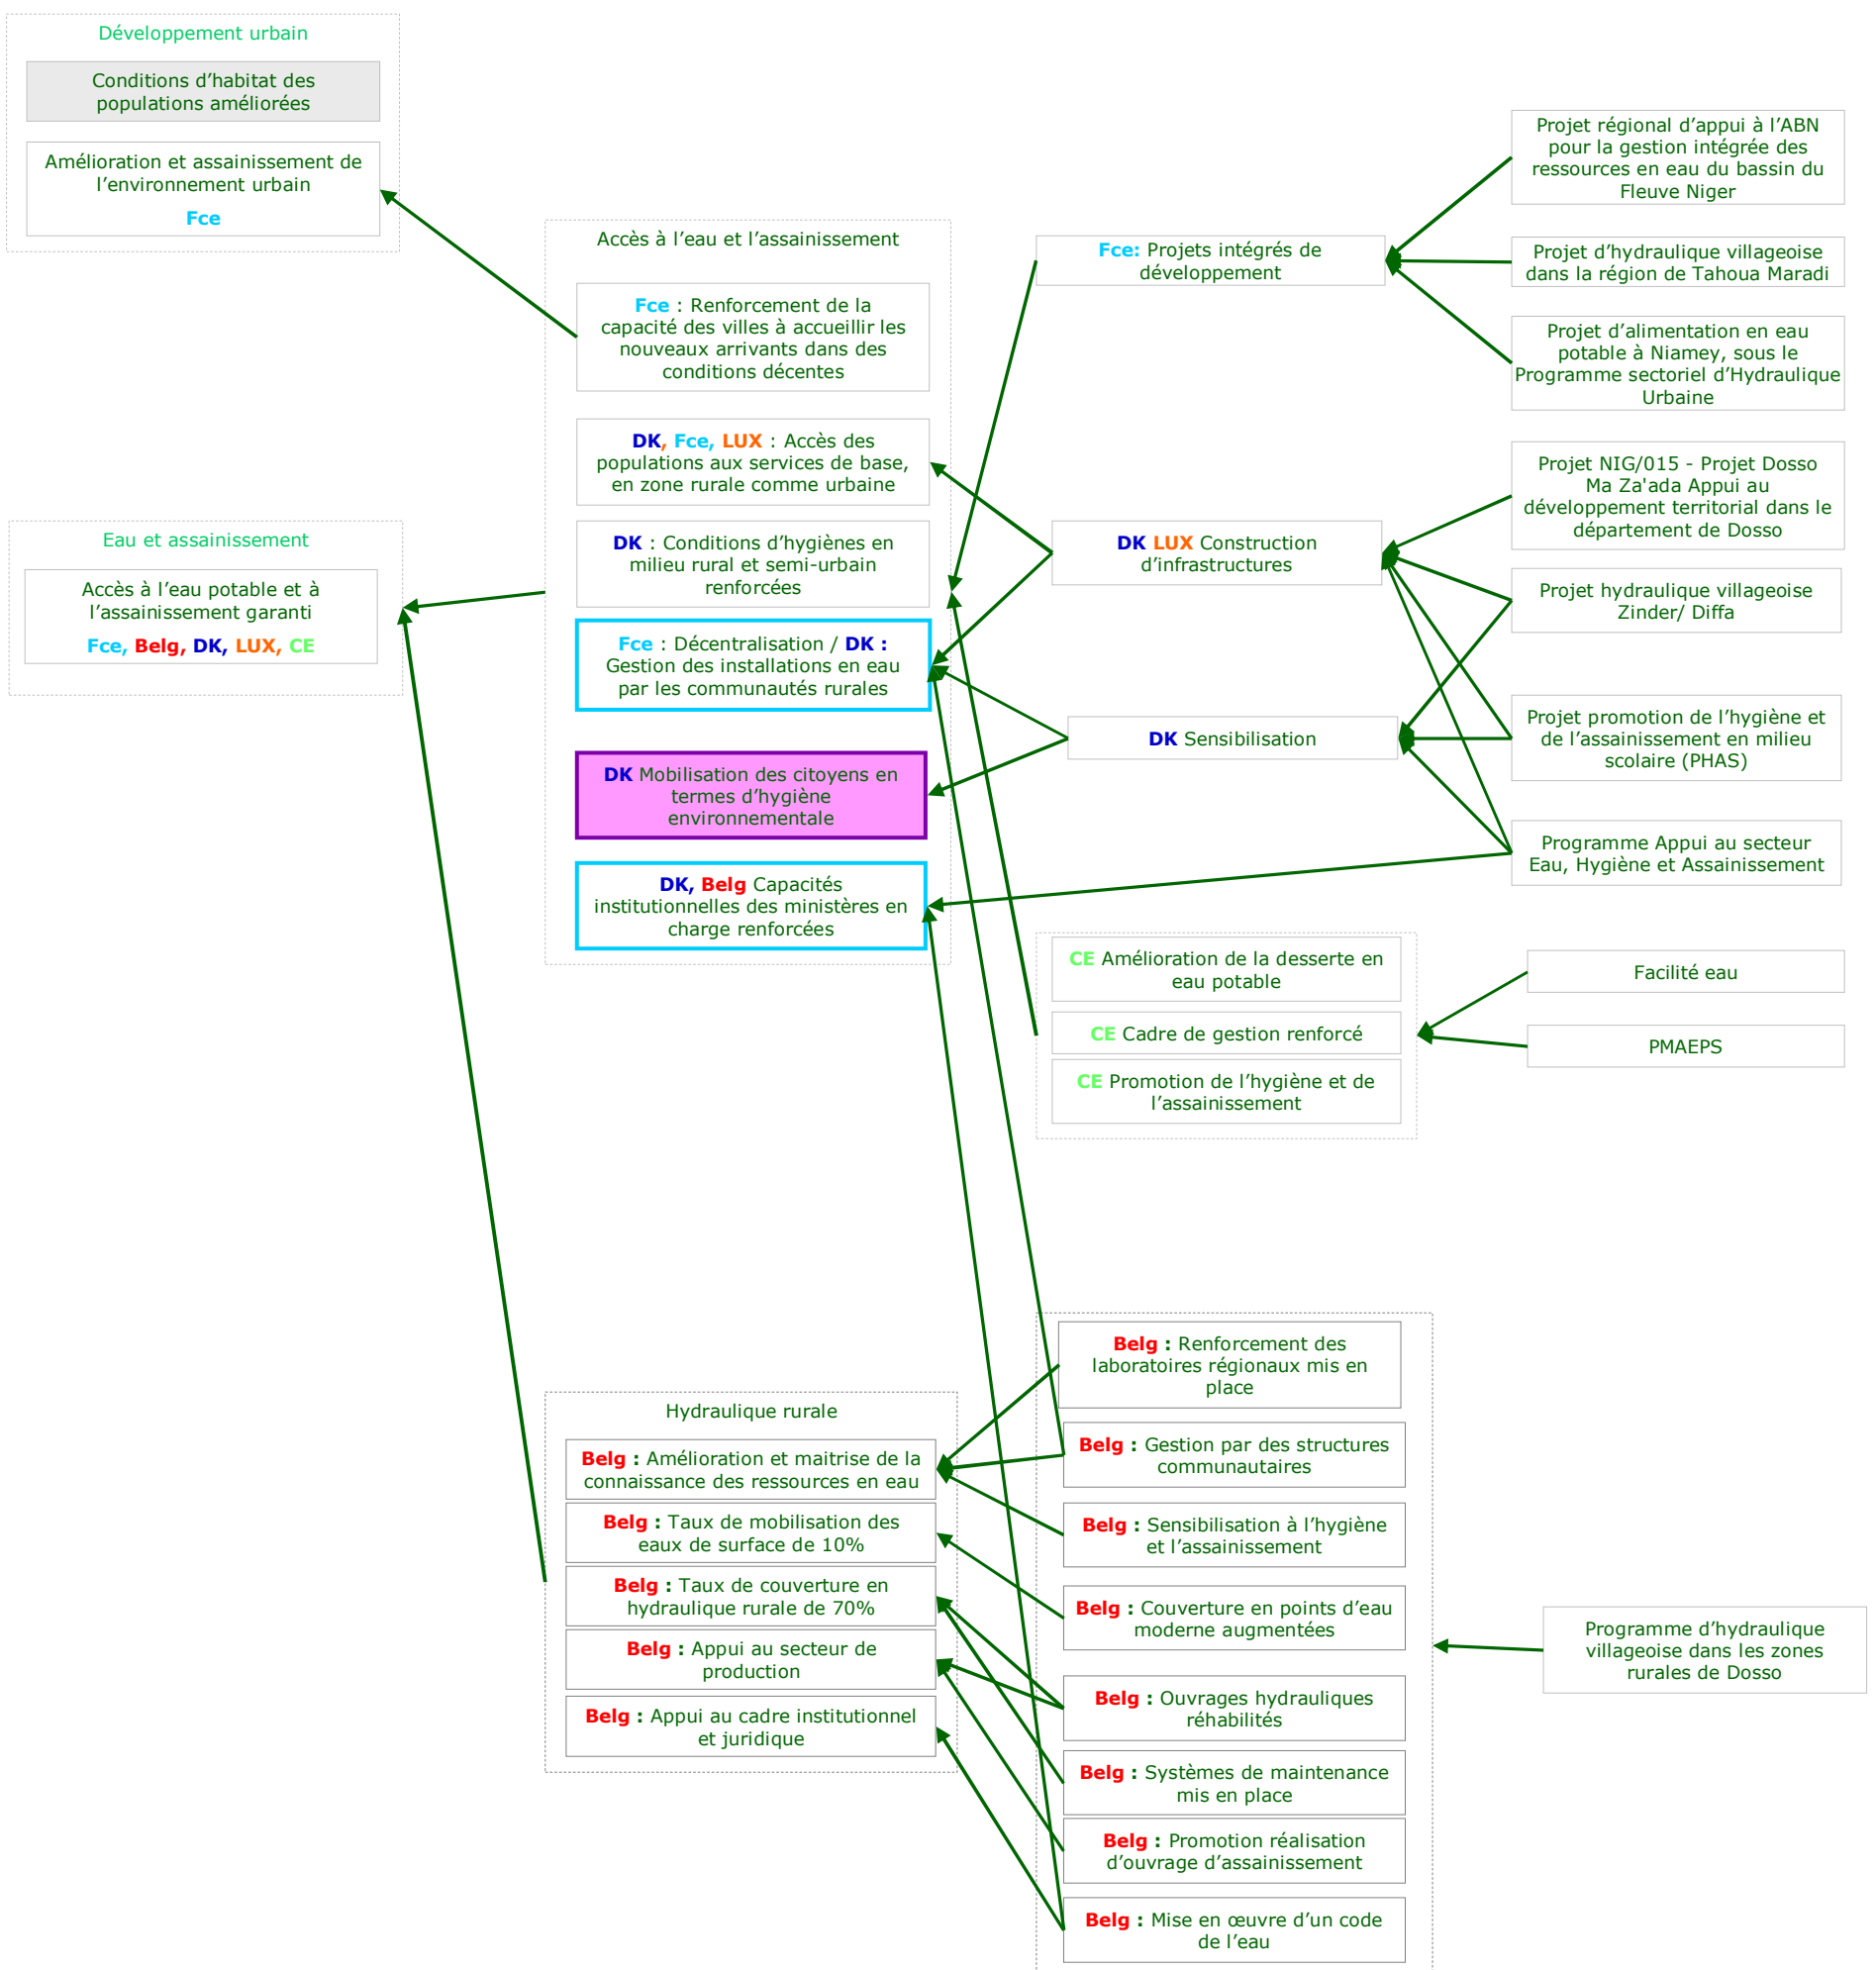 Développement urbain
Conditions d’habitat des
populations améliorées
Amélioration et assainissement de
l’environnement urbain
Fce
Eau et assainissement
Accès à l’eau potable et à
l’assainissement garanti
Fce, Belg, DK, LUX, CE
Accès à l’eau et l’assainissement
Fce : Renforcement de la
capacité des villes à accueillir les
nouveaux arrivants dans des
conditions décentes
DK, Fce, LUX : Accès des
populations aux services de base,
en zone rurale comme urbaine
DK : Conditions d’hygiènes en
milieu rural et semi-urbain
renforcées
Fce : Décentralisation / DK :
Gestion des installations en eau
par les communautés rurales
DK Mobilisation des citoyens en
termes d’hygiène
environnementale
DK, Belg Capacités
institutionnelles des ministères en
charge renforcées
Hydraulique rurale
Belg : Amélioration et maitrise de la
connaissance des ressources en eau
Belg : Taux de mobilisation des
eaux de surface de 10%
Belg : Taux de couverture en
hydraulique rurale de 70%
Belg : Appui au secteur de
production
Belg : Appui au cadre institutionnel
et juridique
Fce: Projets intégrés de
développement
DK LUX Construction
d’infrastructures
DK Sensibilisation
CE Amélioration de la desserte en
eau potable
CE Cadre de gestion renforcé
CE Promotion de l’hygiène et de
l’assainissement
Belg : Renforcement des
laboratoires régionaux mis en
place
Belg : Gestion par des structures
communautaires
Belg : Sensibilisation à l’hygiène
et l’assainissement
Belg : Couverture en points d’eau
moderne augmentées
Belg : Ouvrages hydrauliques
réhabilités
Belg : Systèmes de maintenance
mis en place
Belg : Promotion réalisation
d’ouvrage d’assainissement
Belg : Mise en œuvre d’un code
de l’eau
Projet régional d’appui à l’ABN
pour la gestion intégrée des
ressources en eau du bassin du
Fleuve Niger
Projet d’hydraulique villageoise
dans la région de Tahoua Maradi
Projet d’alimentation en eau
potable à Niamey, sous le
Programme sectoriel d’Hydraulique
Urbaine
Projet NIG/015 - Projet Dosso
Ma Za'ada Appui au
développement territorial dans le
département de Dosso
Projet hydraulique villageoise
Zinder/ Diffa
Projet promotion de l’hygiène et
de l’assainissement en milieu
scolaire (PHAS)
Programme Appui au secteur
Eau, Hygiène et Assainissement
Facilité eau
PMAEPS
Programme d’hydraulique
villageoise dans les zones
rurales de Dosso